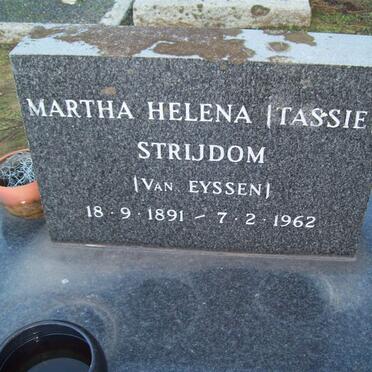 MARTHA HELENA (TASSIE
STRIJDOM
(VAN EYSSEN)
18·9·1891 – 7·2·1962